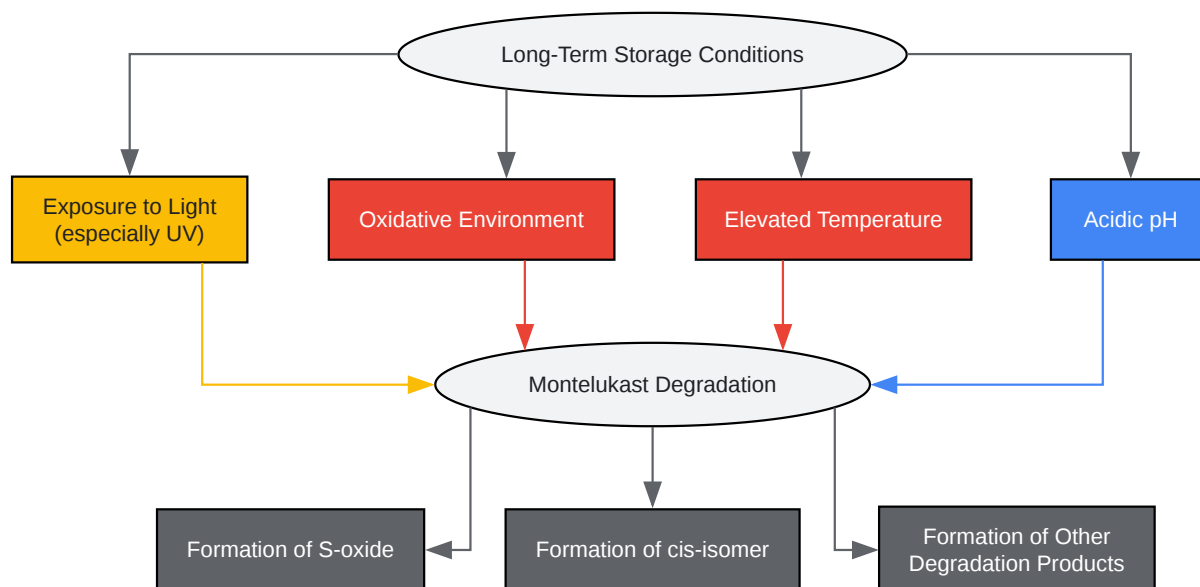 Long-Term Storage Conditions
Exposure to Light
(especially UV)
Oxidative Environment
Elevated Temperature
Acidic pH
Montelukast Degradation
Formation of S-oxide
Formation of cis-isomer
Formation of Other
Degradation Products